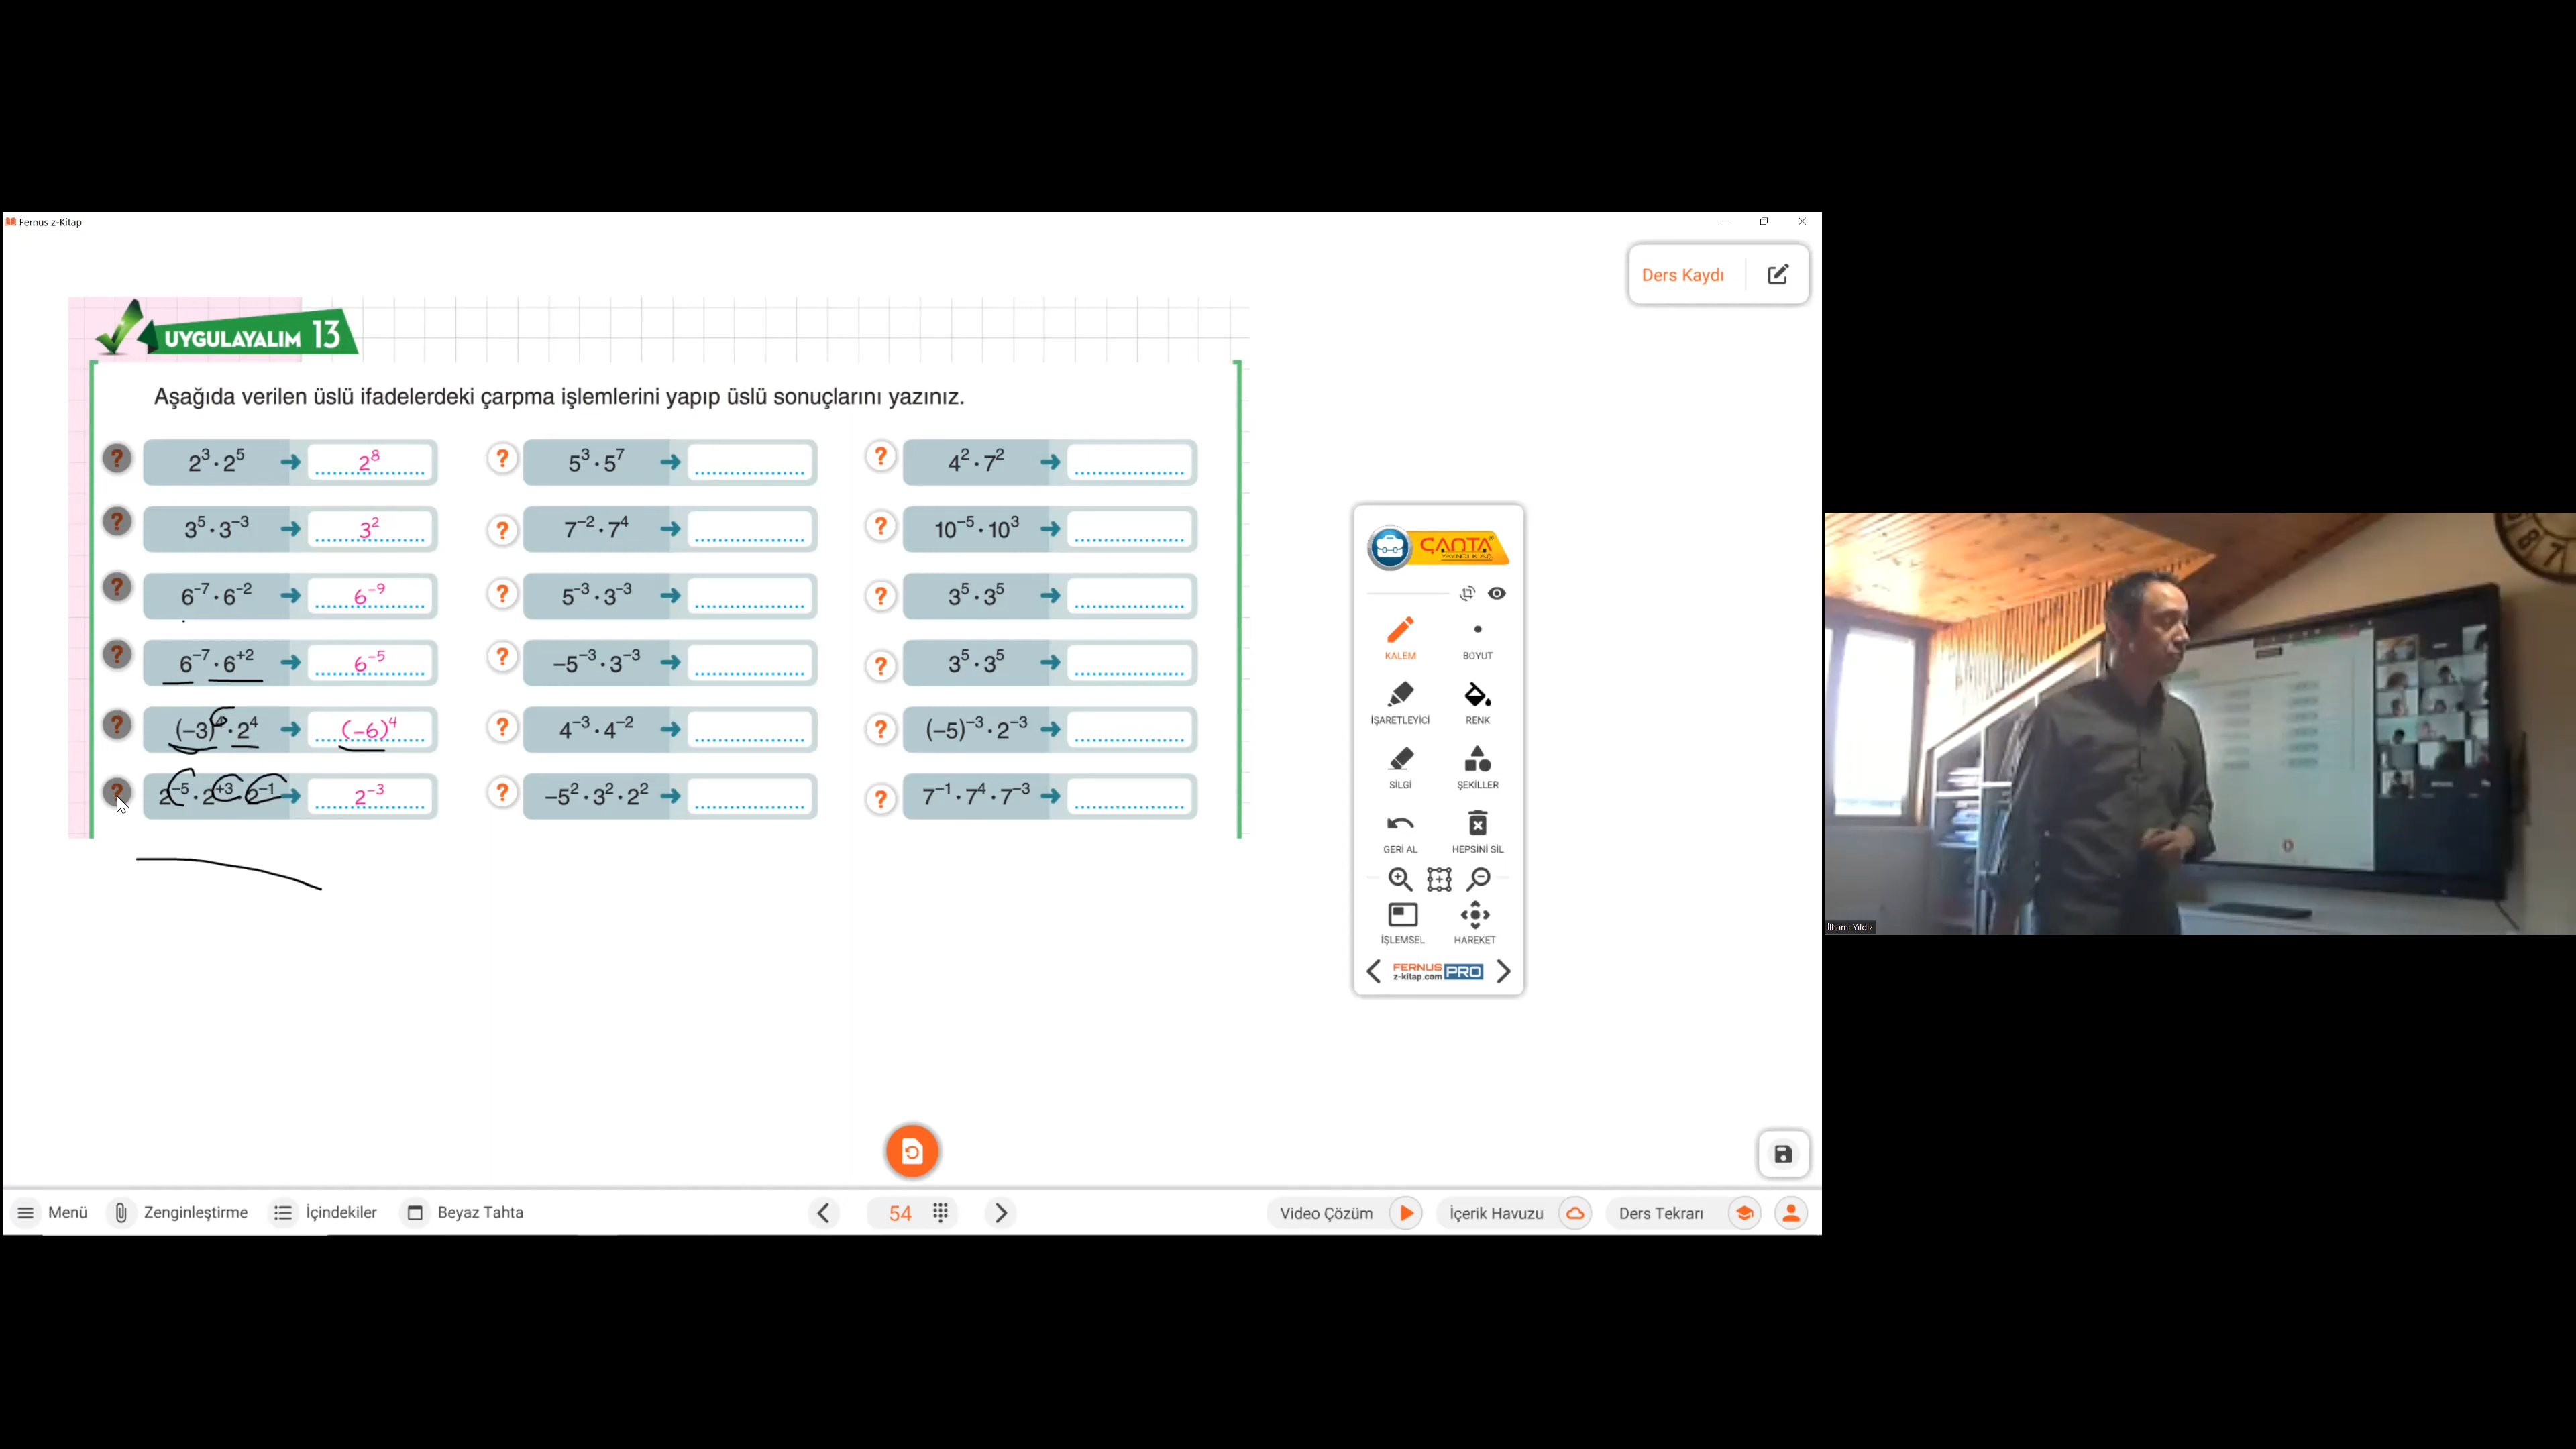 Fernus z-Kitap
Ders Kaydı
UYGULAYALIM 13
Aşağıda verilen üslü ifadelerdeki çarpma işlemlerini yapıp üslü sonuçlarını yazınız.
? 2³ · 2⁵ → 2⁸ ? 5³ · 5⁷ → ? 4² · 7² →
? 3⁵ · 3⁻³ → 3² ? 7⁻² · 7⁴ → ? 10⁻⁵ · 10³ →
? 6⁻⁷ · 6⁻² → 6⁻⁹ ? 5⁻³ · 3⁻³ → ? 3⁵ · 3⁵ →
? 6⁻⁷ · 6⁺² → 6⁻⁵ ? −5⁻³ · 3⁻³ → ? 3⁵ · 3⁵ →
? (−3)⁴ · 2⁴ → (−6)⁴ ? 4⁻³ · 4⁻² → ? (−5)⁻³ · 2⁻³ →
? 2⁻⁵ · 2⁺³ · 2⁻¹ → 2⁻³ ? −5² · 3² · 2² → ? 7⁻¹ · 7⁴ · 7⁻³ →
ÇANTA
YAYINCILIK
KALEM BOYUT
İŞARETLEYİCİ RENK
SİLGİ ŞEKİLLER
GERİ AL HEPSİNİ SİL
İŞLEMSEL HAREKET
FERNUS PRO
z-kitap.com
İlhami Yıldız
Menü Zenginleştirme İçindekiler Beyaz Tahta 54 Video Çözüm İçerik Havuzu Ders Tekrarı